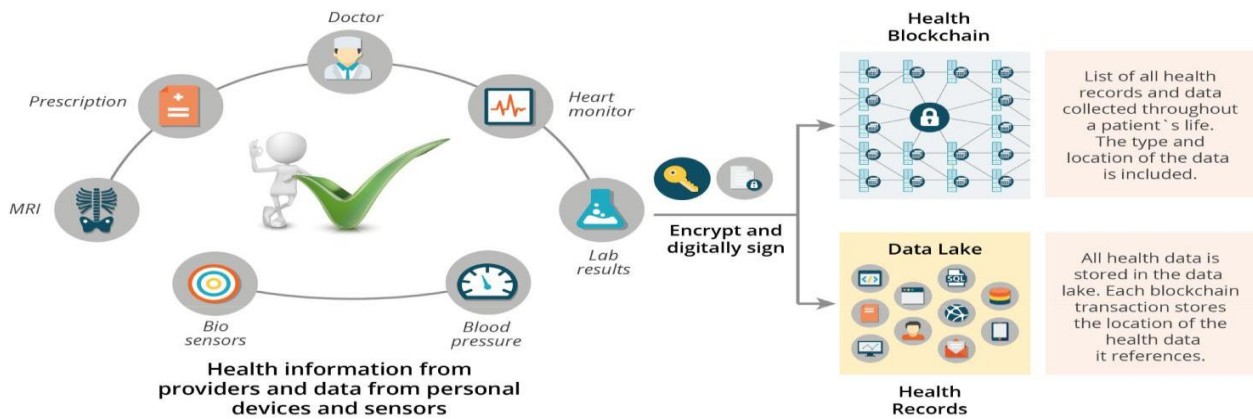 Doctor
Prescription
Heart
monitor
MRI
Lab
results
Bio
sensors
Blood
pressure
Health information from
providers and data from personal
devices and sensors
Encrypt and
digitally sign
Health
Blockchain
List of all health
records and data
collected throughout
a patient`s life.
The type and
location of the data
is included.
Data Lake
</>
SQL
Health
Records
All health data is
stored in the data
lake. Each blockchain
transaction stores
the location of the
health data
it references.